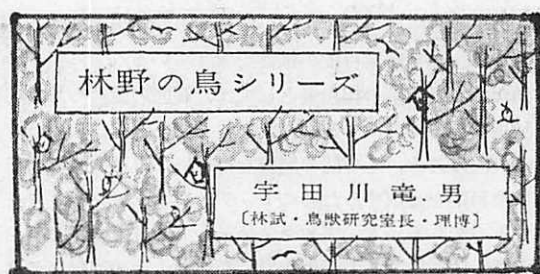 林野の鳥シリーズ
宇田川竜男
〔林試・鳥獣研究室長・理博〕